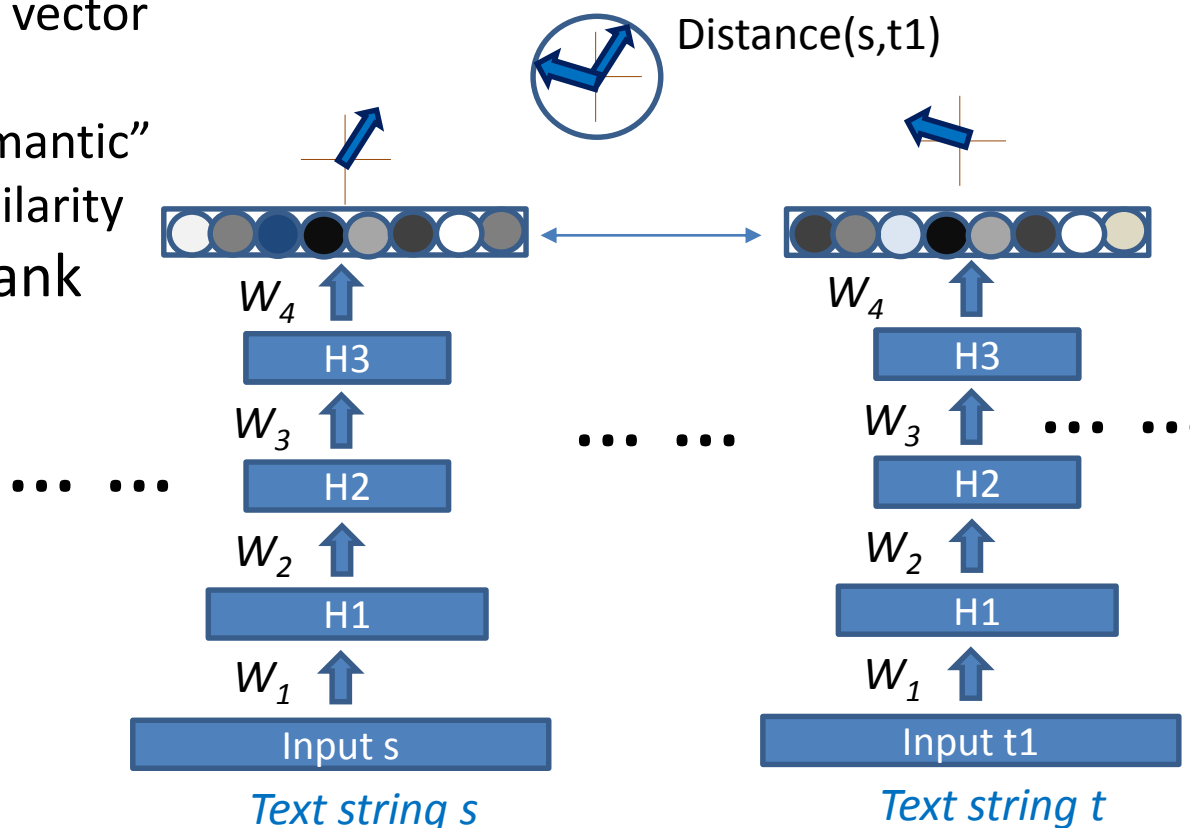 vector
Distance(s,t1)
mantic”
ilarity
ank
W4
W4
H3
H3
W3
W3
... ...
... ...
... ...
H2
H2
W2
W2
H1
H1
W1
W1
Input s
Input t1
Text string s
Text string t